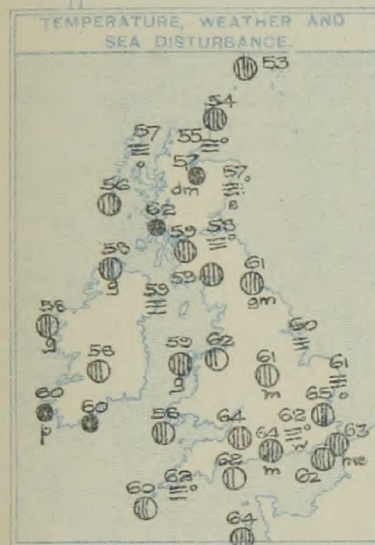 TEMPERATURE, WEATHER AND
SEA DISTURBANCE.
53
54
57 55
57 57
dm
56
62 58
59
58 59 61
b gm
59
58
b
59 62
56 61 61
b m
60 60 65
p
56 64 62 63
64
m 62
60 62 62
64